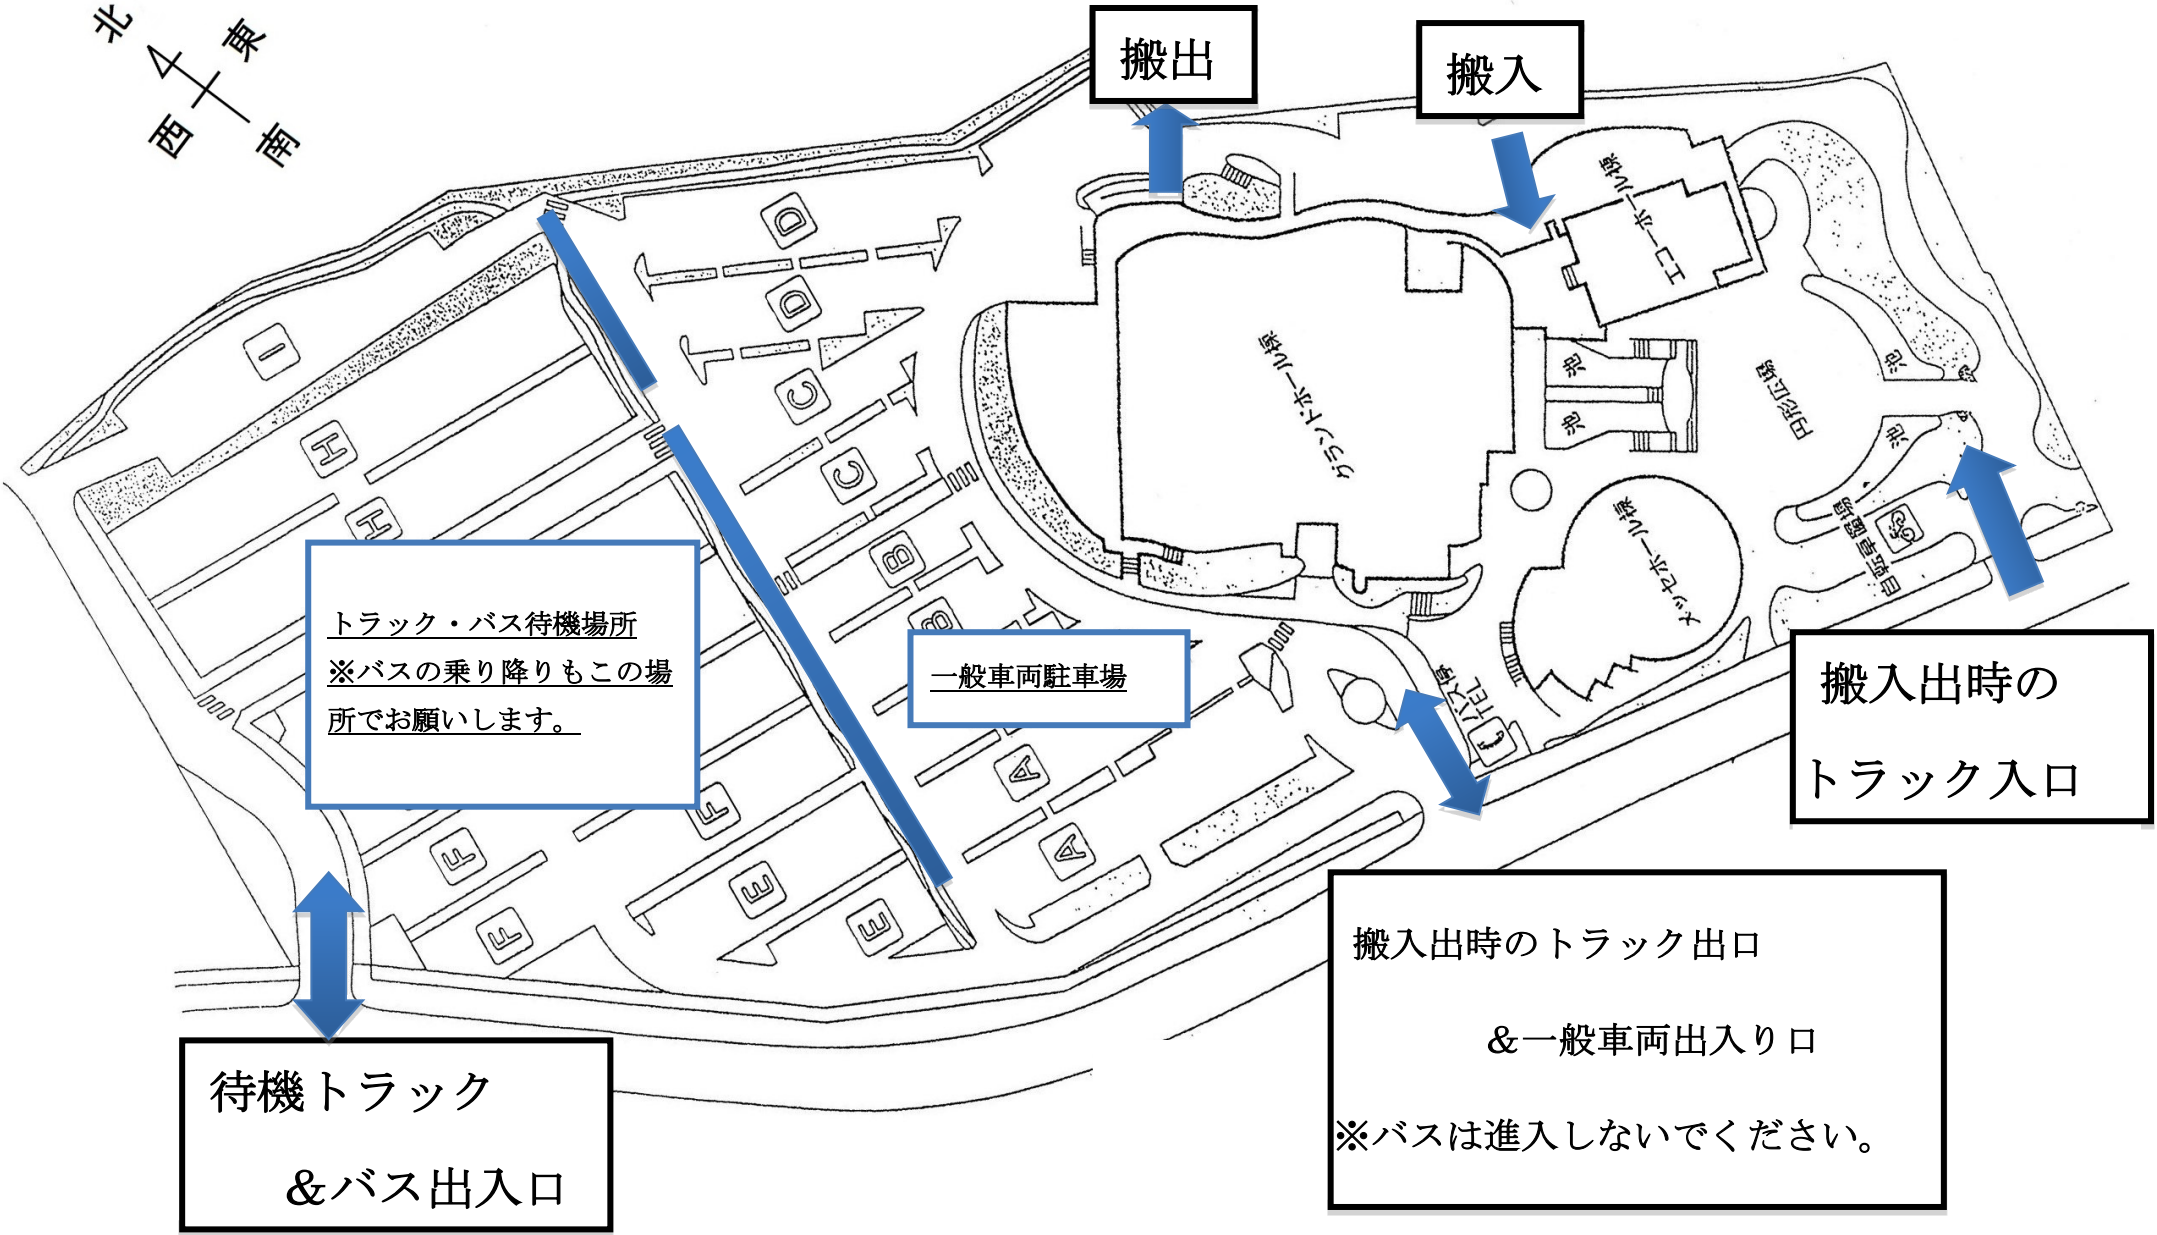 北
東
西
南
搬出
搬入
D
D
I
C
H
C
H
B
B
A
A
F
F
F
E
E
エコーホール棟
グランドホール棟
池
池
円形広場
池
池
メッセホール棟
自転車置場
バス停
TEL
トラック・バス待機場所
※バスの乗り降りもこの場
所でお願いします。
一般車両駐車場
搬入出時の
トラック入口
搬入出時のトラック出口
&一般車両出入り口
※バスは進入しないでください。
待機トラック
&バス出入口